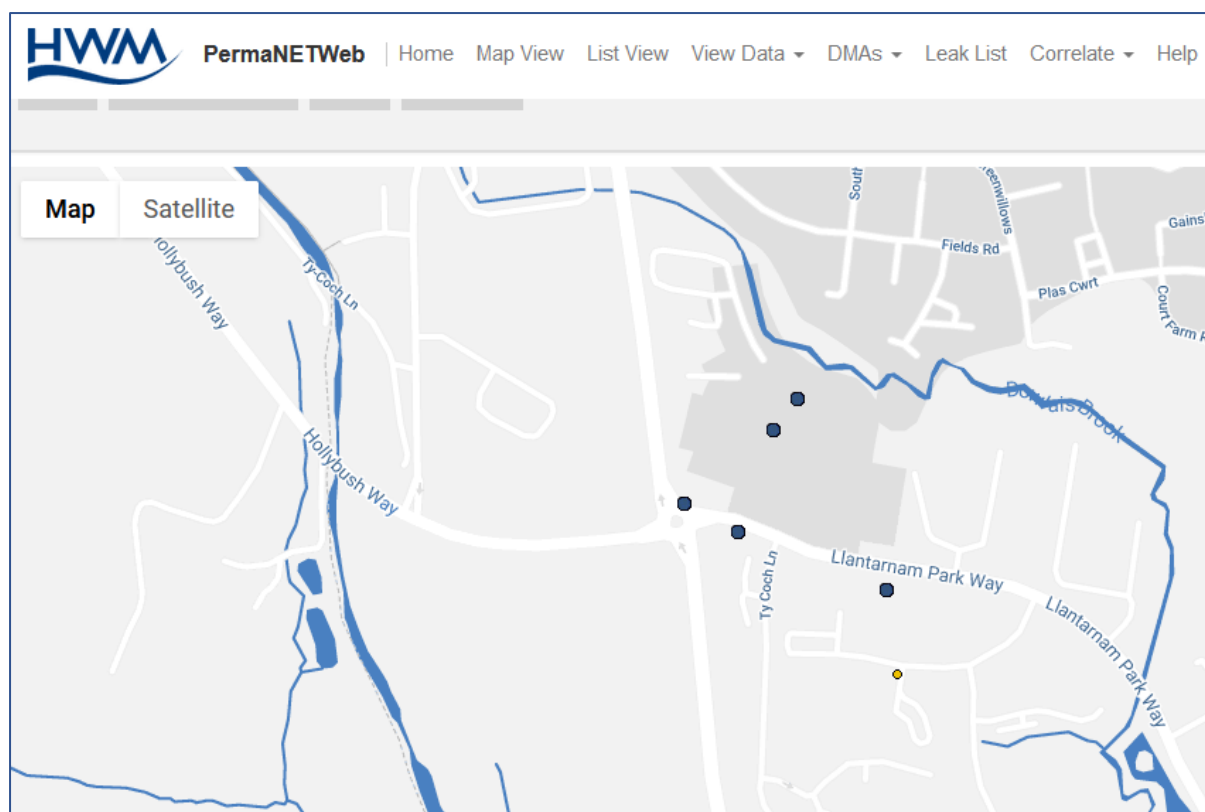 HWM
PermaNETWeb
Home
Map View
List View
View Data
DMAs
Leak List
Correlate
Help
Map
Satellite
Hollybush Way
Ty-Coch Ln
Hollybush Way
South
Fields Rd
Plas Cwrt
Court Farm R
Llantarnam Park Way
Ty Coch Ln
Llantarnam Park Way